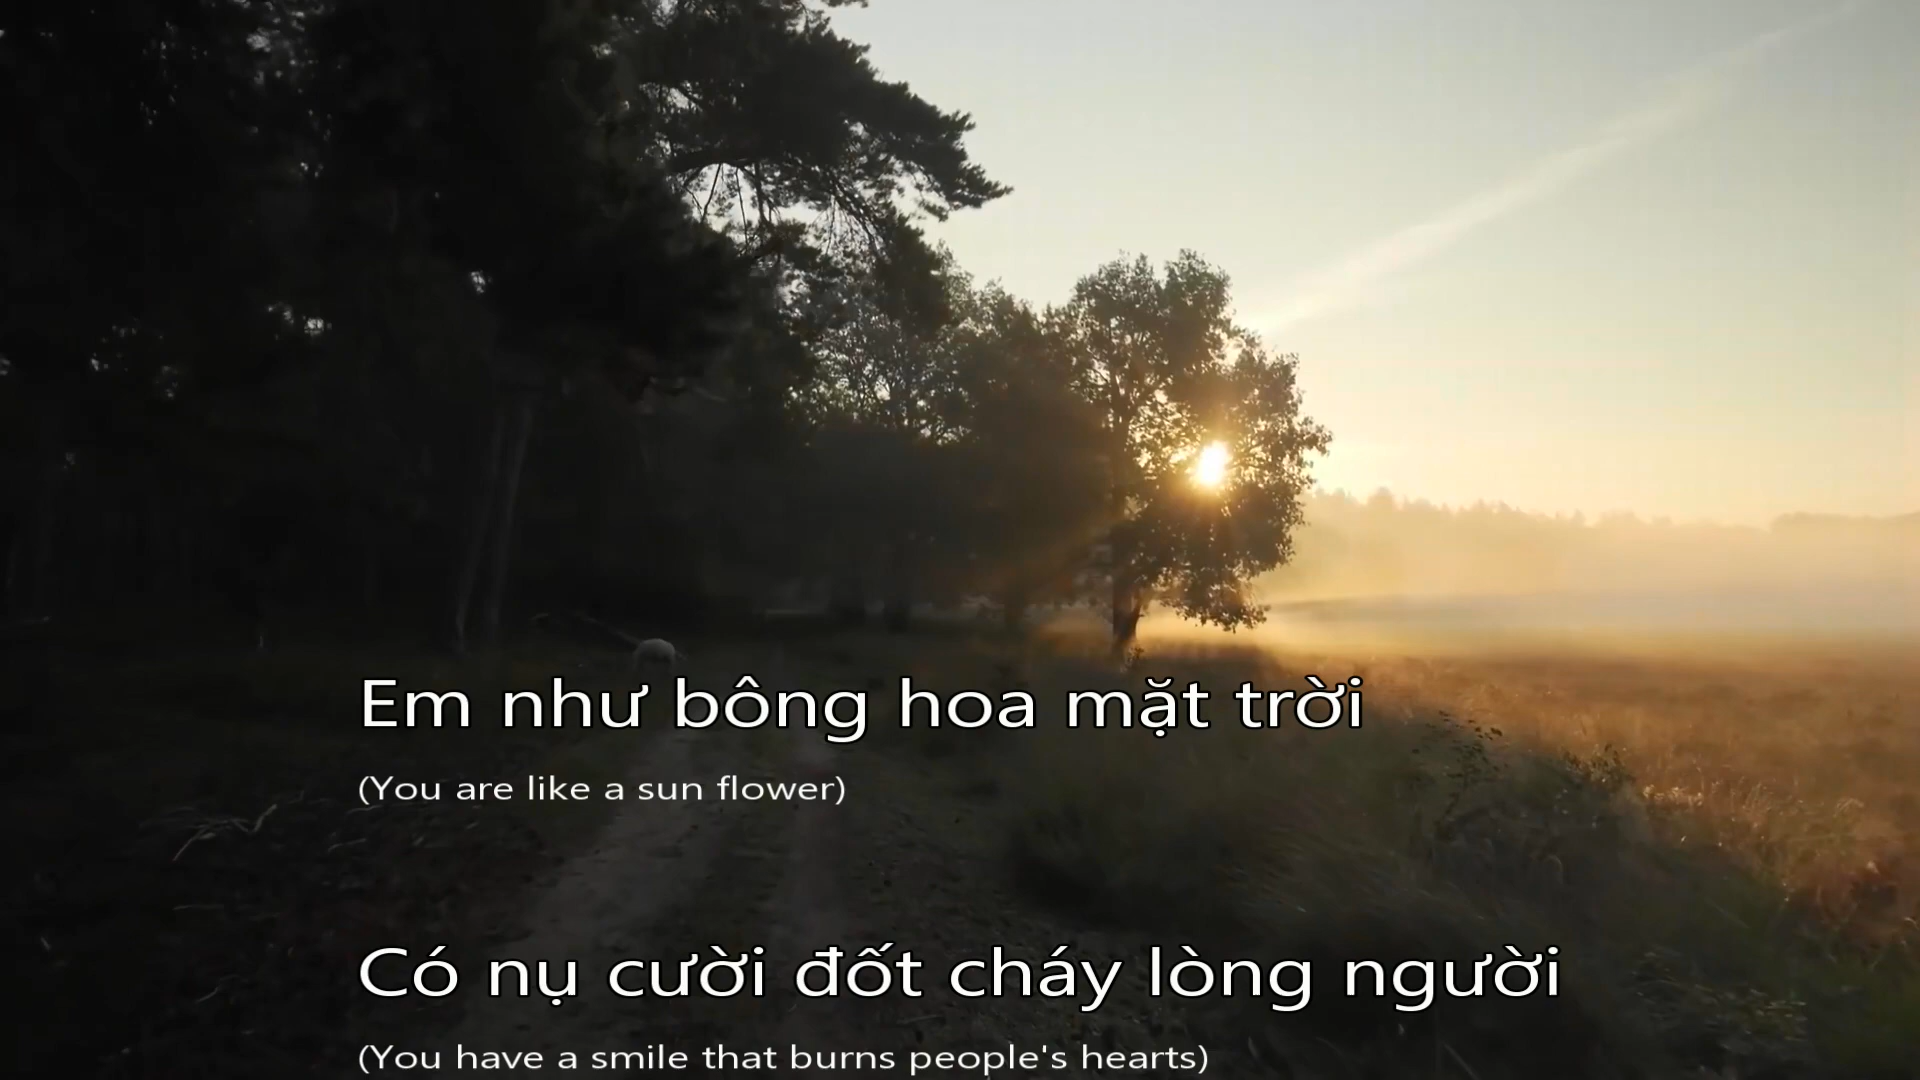 Em như bông hoa mặt trời
(You are like a sun flower)
Có nụ cười đốt cháy lòng người
(You have a smile that burns people's hearts)